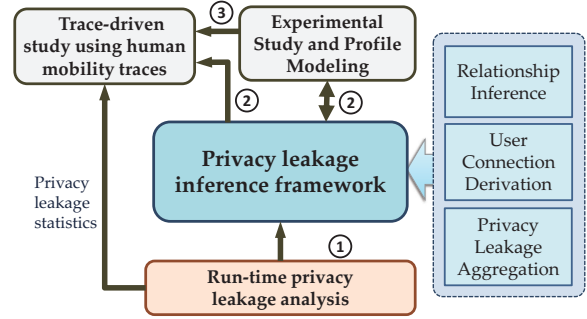 Trace-driven
study using human
mobility traces
③
Experimental
Study and Profile
Modeling
②
②
Relationship
Inference
Privacy leakage
inference framework
User
Connection
Derivation
Privacy
leakage
statistics
Privacy
Leakage
Aggregation
①
Run-time privacy
leakage analysis